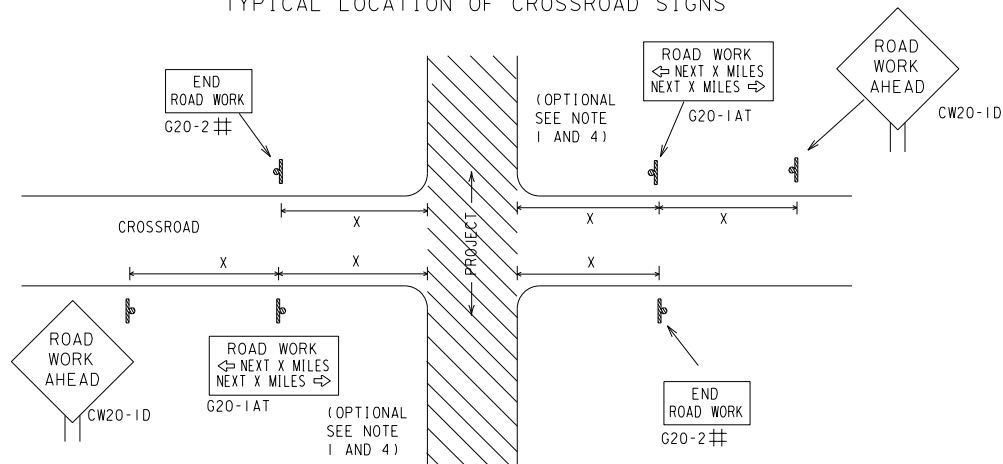 TYPICAL LOCATION OF CROSSROAD SIGNS
END
ROAD WORK
G20-2 #
(OPTIONAL
SEE NOTE
1 AND 4)
ROAD WORK
⇦ NEXT X MILES
NEXT X MILES ⇨
G20-1AT
ROAD
WORK
AHEAD
CW20-1D
X
X
X
CROSSROAD
PROJECT
X
X
X
ROAD
WORK
AHEAD
CW20-1D
ROAD WORK
⇦ NEXT X MILES
NEXT X MILES ⇨
G20-1AT
(OPTIONAL
SEE NOTE
1 AND 4)
END
ROAD WORK
G20-2 #